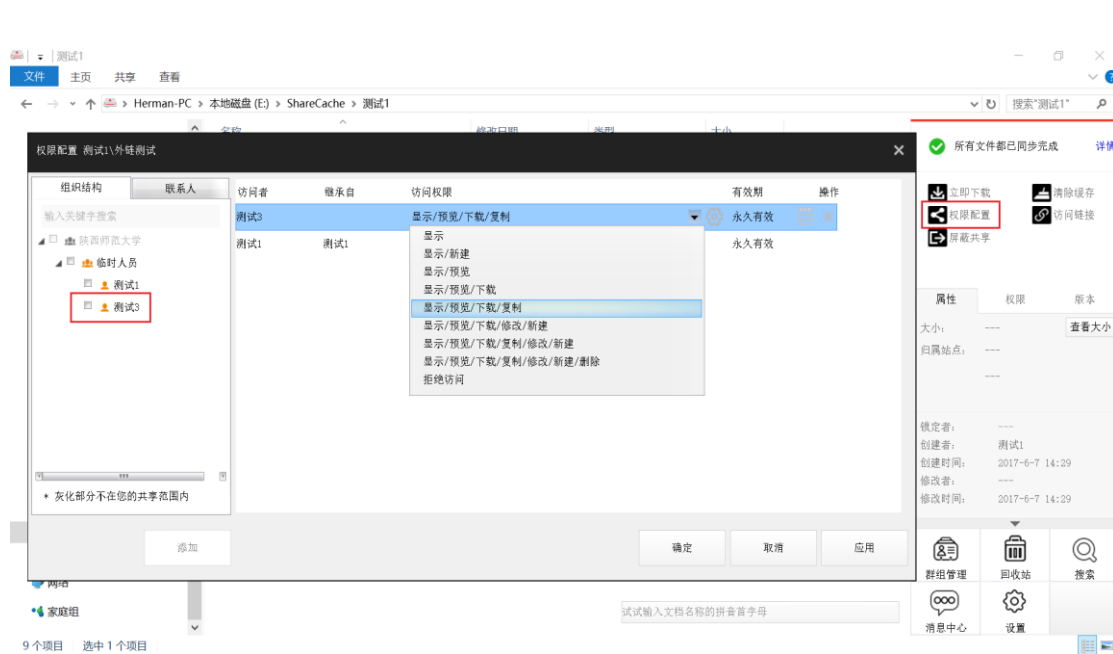 测试1
文件 主页 共享 查看
Herman-PC > 本地磁盘 (E:) > ShareCache > 测试1
搜索"测试1"
名称 修改日期 类型 大小
权限配置 测试1\外链测试
组织结构 联系人
输入关键字搜索
陕西师范大学
临时人员
测试1
测试3
* 灰化部分不在您的共享范围内
添加
访问者 继承自 访问权限 有效期 操作
测试3 显示/预览/下载/复制 永久有效
测试1 测试1 永久有效
显示
显示/新建
显示/预览
显示/预览/下载
显示/预览/下载/复制
显示/预览/下载/修改/新建
显示/预览/下载/复制/修改/新建
显示/预览/下载/复制/修改/新建/删除
拒绝访问
确定 取消 应用
所有文件都已同步完成 详情
立即下载 清除缓存
权限配置 访问链接
屏蔽共享
属性 权限 版本
大小: --- 查看大小
归属站点: ---
---
锁定者: ---
创建者: 测试1
创建时间: 2017-6-7 14:29
修改者: ---
修改时间: 2017-6-7 14:29
群组管理 回收站 搜索
消息中心 设置
网络
家庭组
试试输入文档名称的拼音首字母
9 个项目 选中 1 个项目